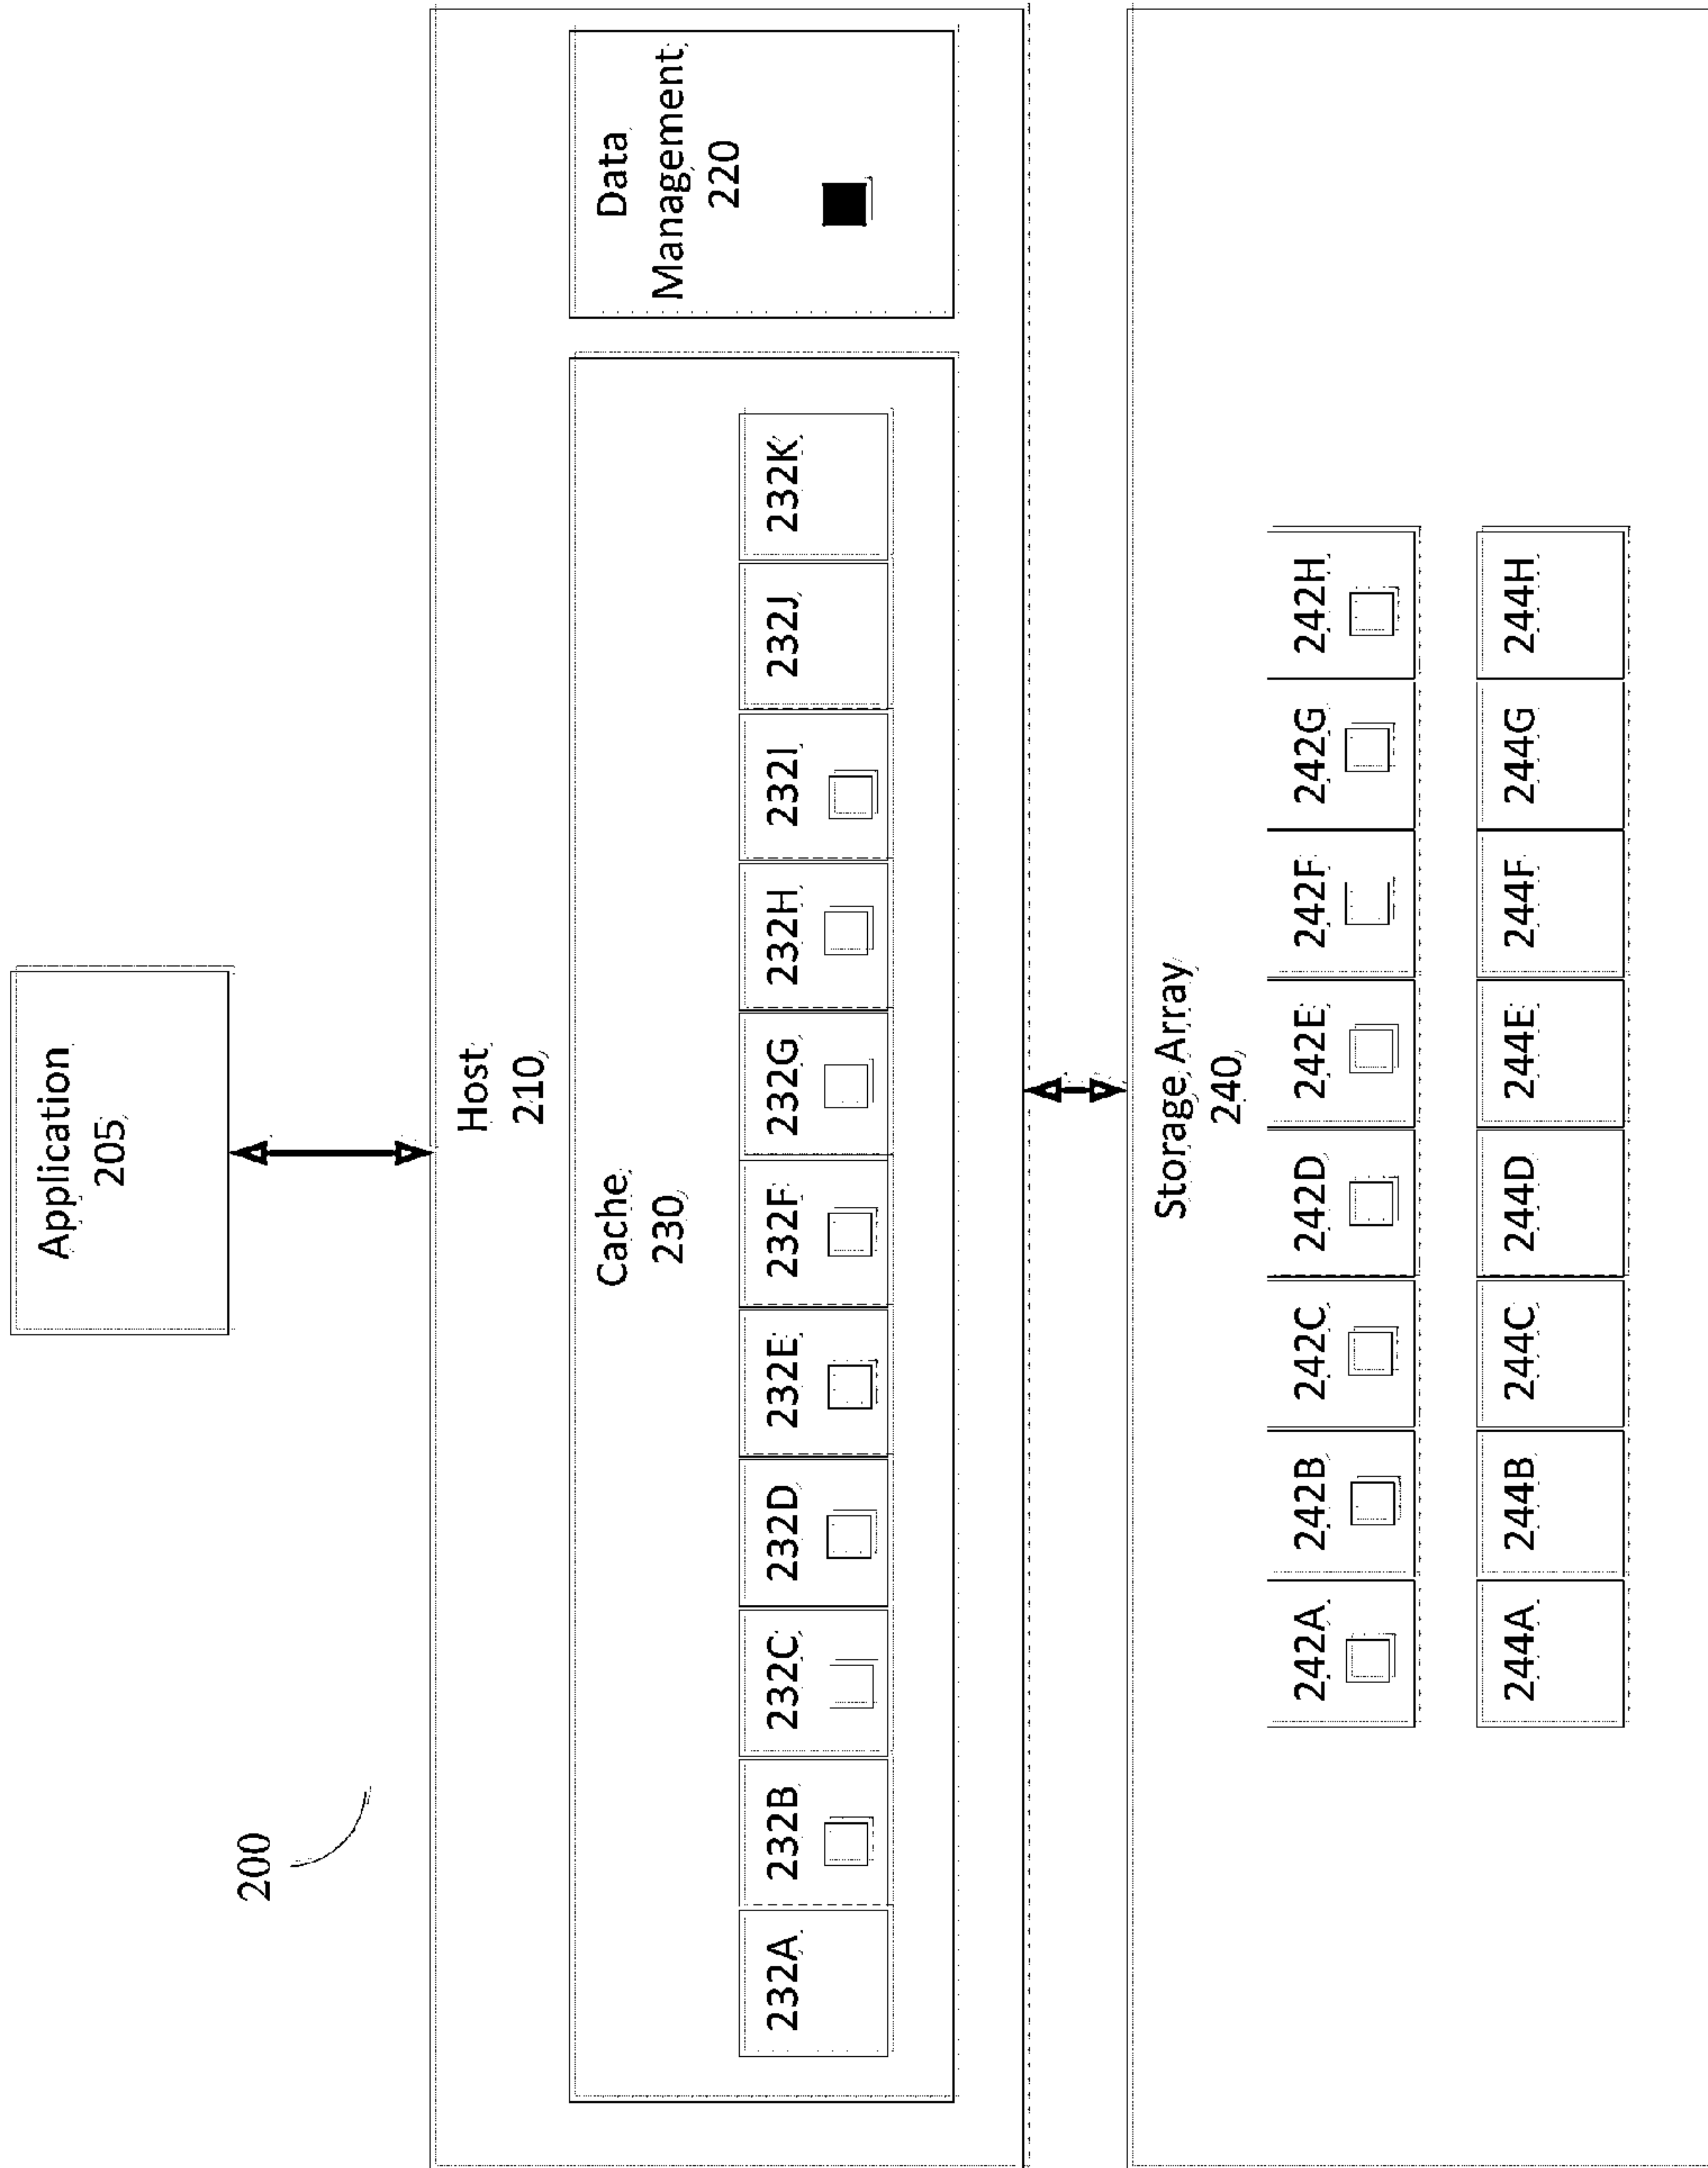 200
Application
205
Host
210
Cache
230
232A
232B
232C
232D
232E
232F
232G
232H
232I
232J
232K
Data
Management
220
Storage Array
240
242A
242B
242C
242D
242E
242F
242G
242H
244A
244B
244C
244D
244E
244F
244G
244H